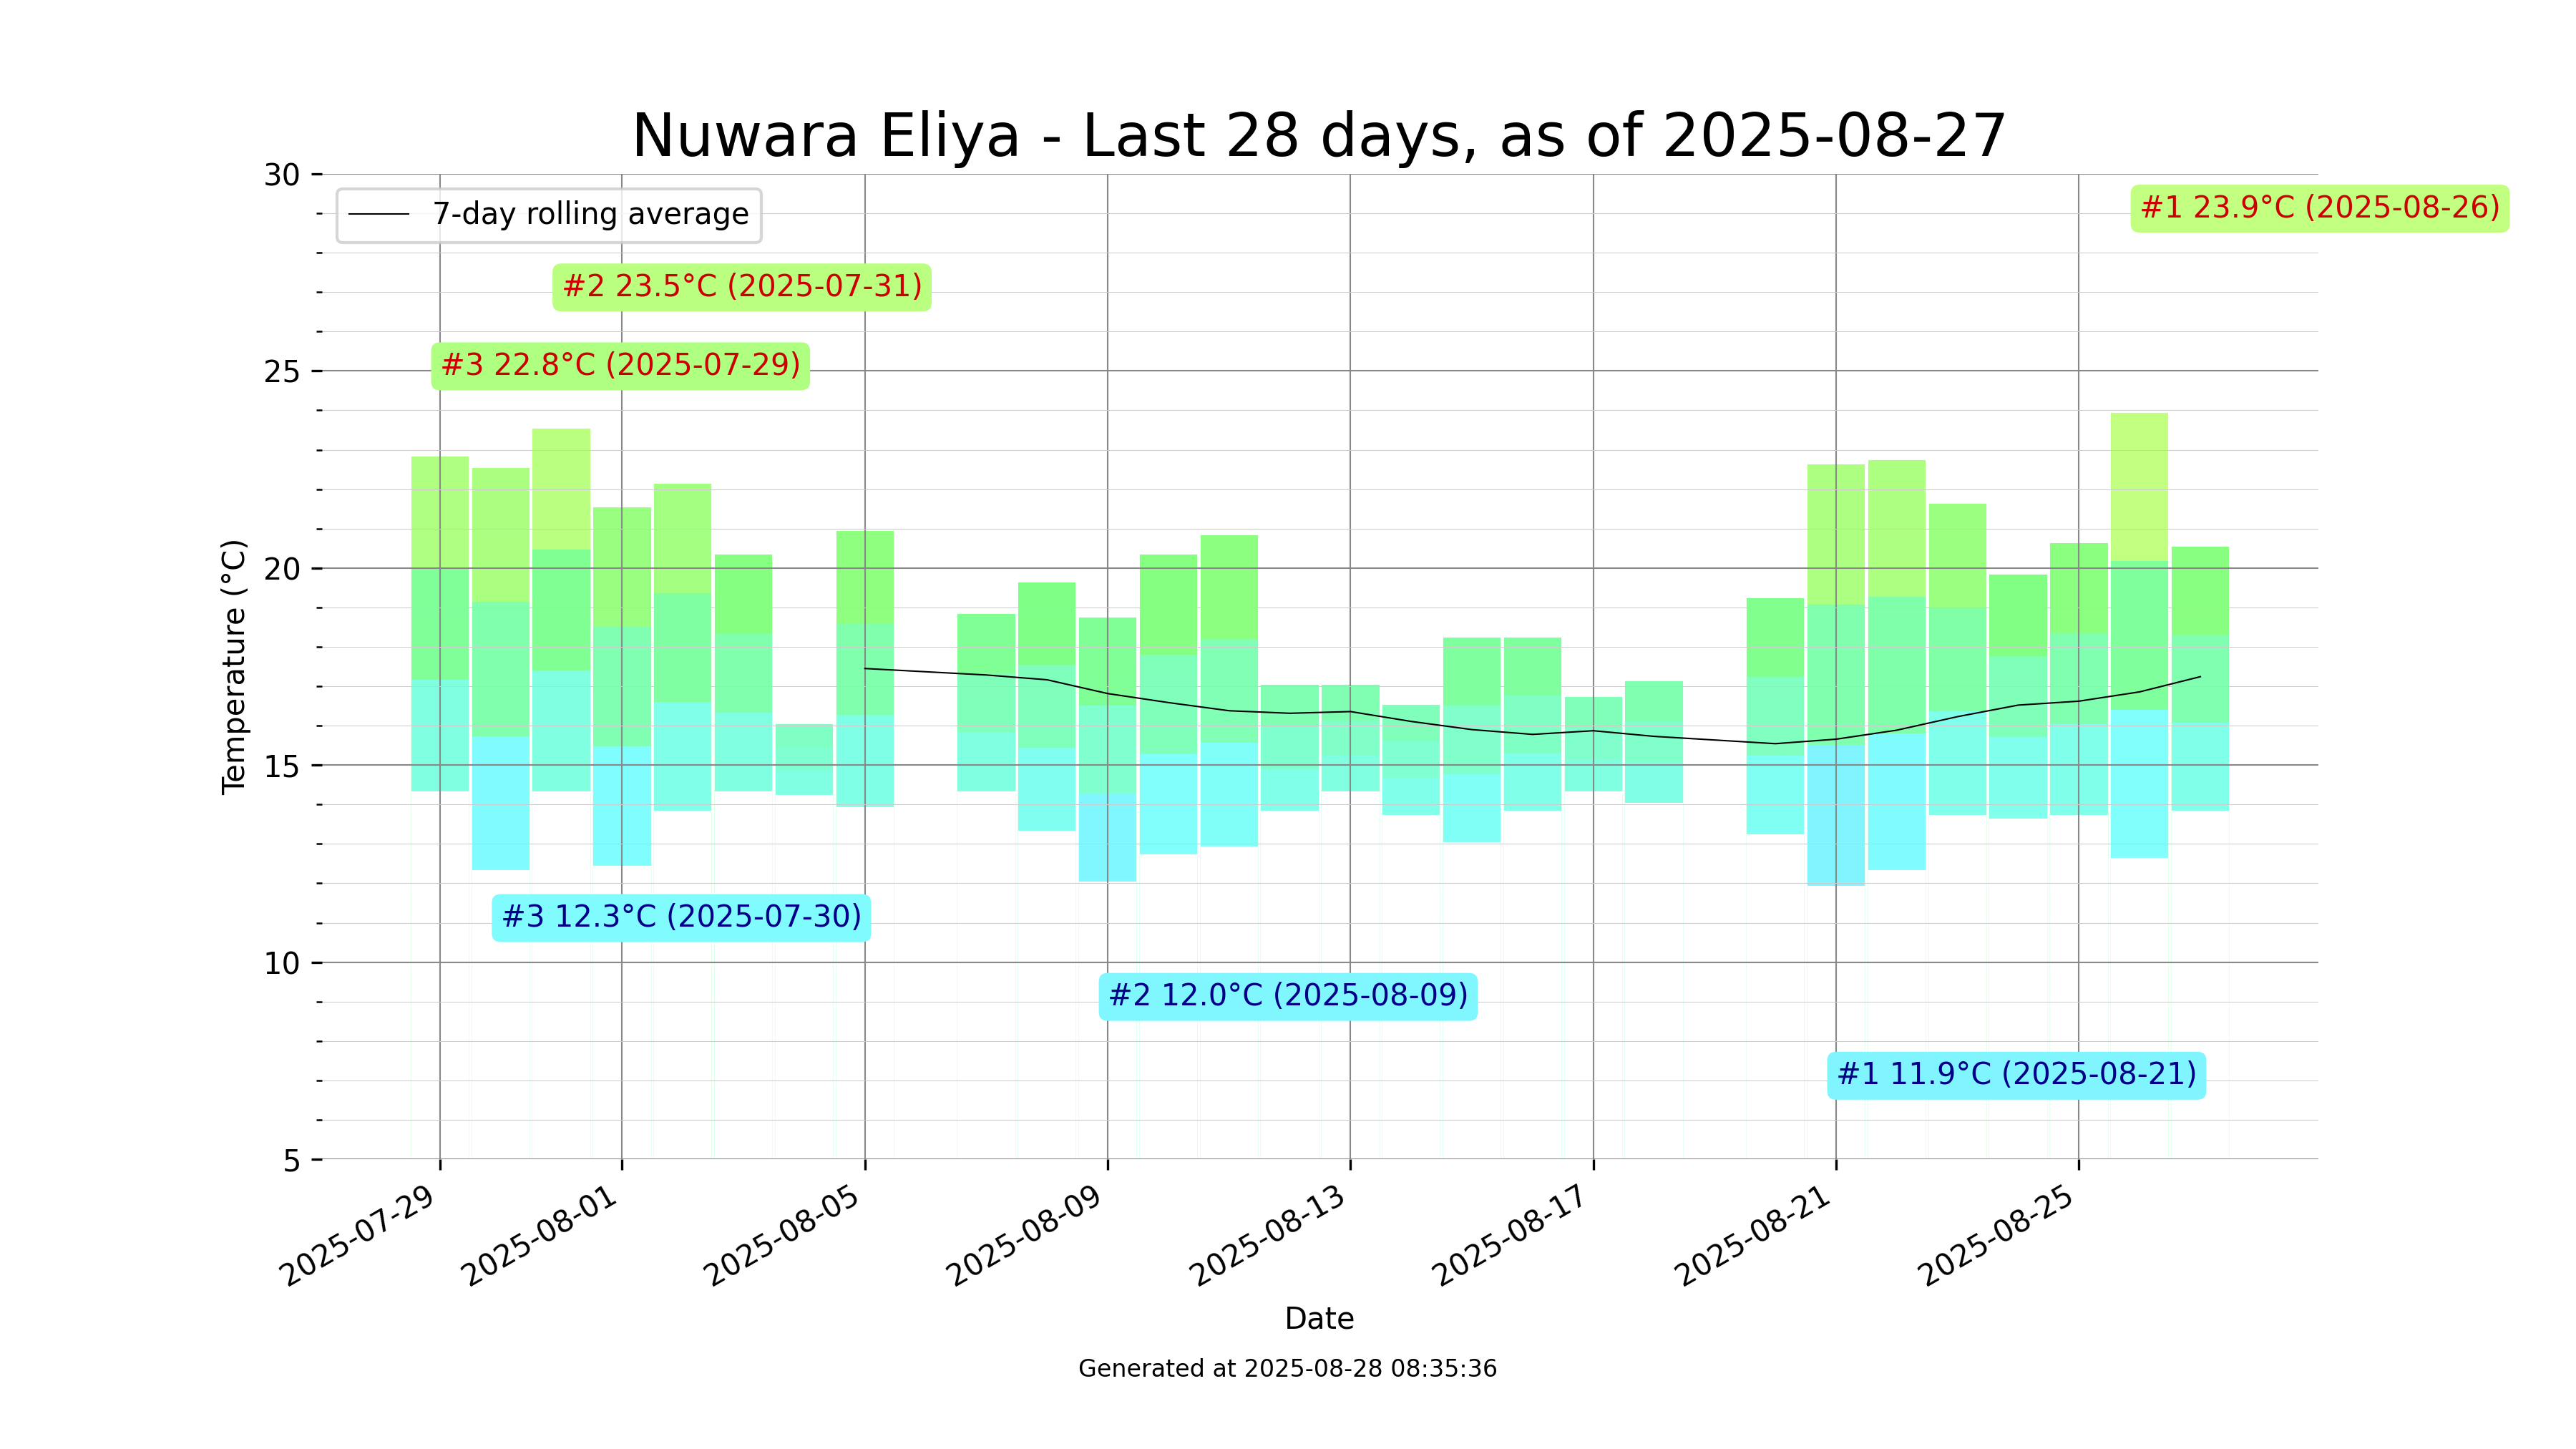 Nuwara Eliya - Last 28 days, as of 2025-08-27
30
7-day rolling average
#1 23.9°C (2025-08-26)
#2 23.5°C (2025-07-31)
#3 22.8°C (2025-07-29)
25
20
Temperature (°C)
15
#3 12.3°C (2025-07-30)
10
#2 12.0°C (2025-08-09)
#1 11.9°C (2025-08-21)
5
2025-07-29
2025-08-01
2025-08-05
2025-08-09
2025-08-13
2025-08-17
2025-08-21
2025-08-25
Date
Generated at 2025-08-28 08:35:36